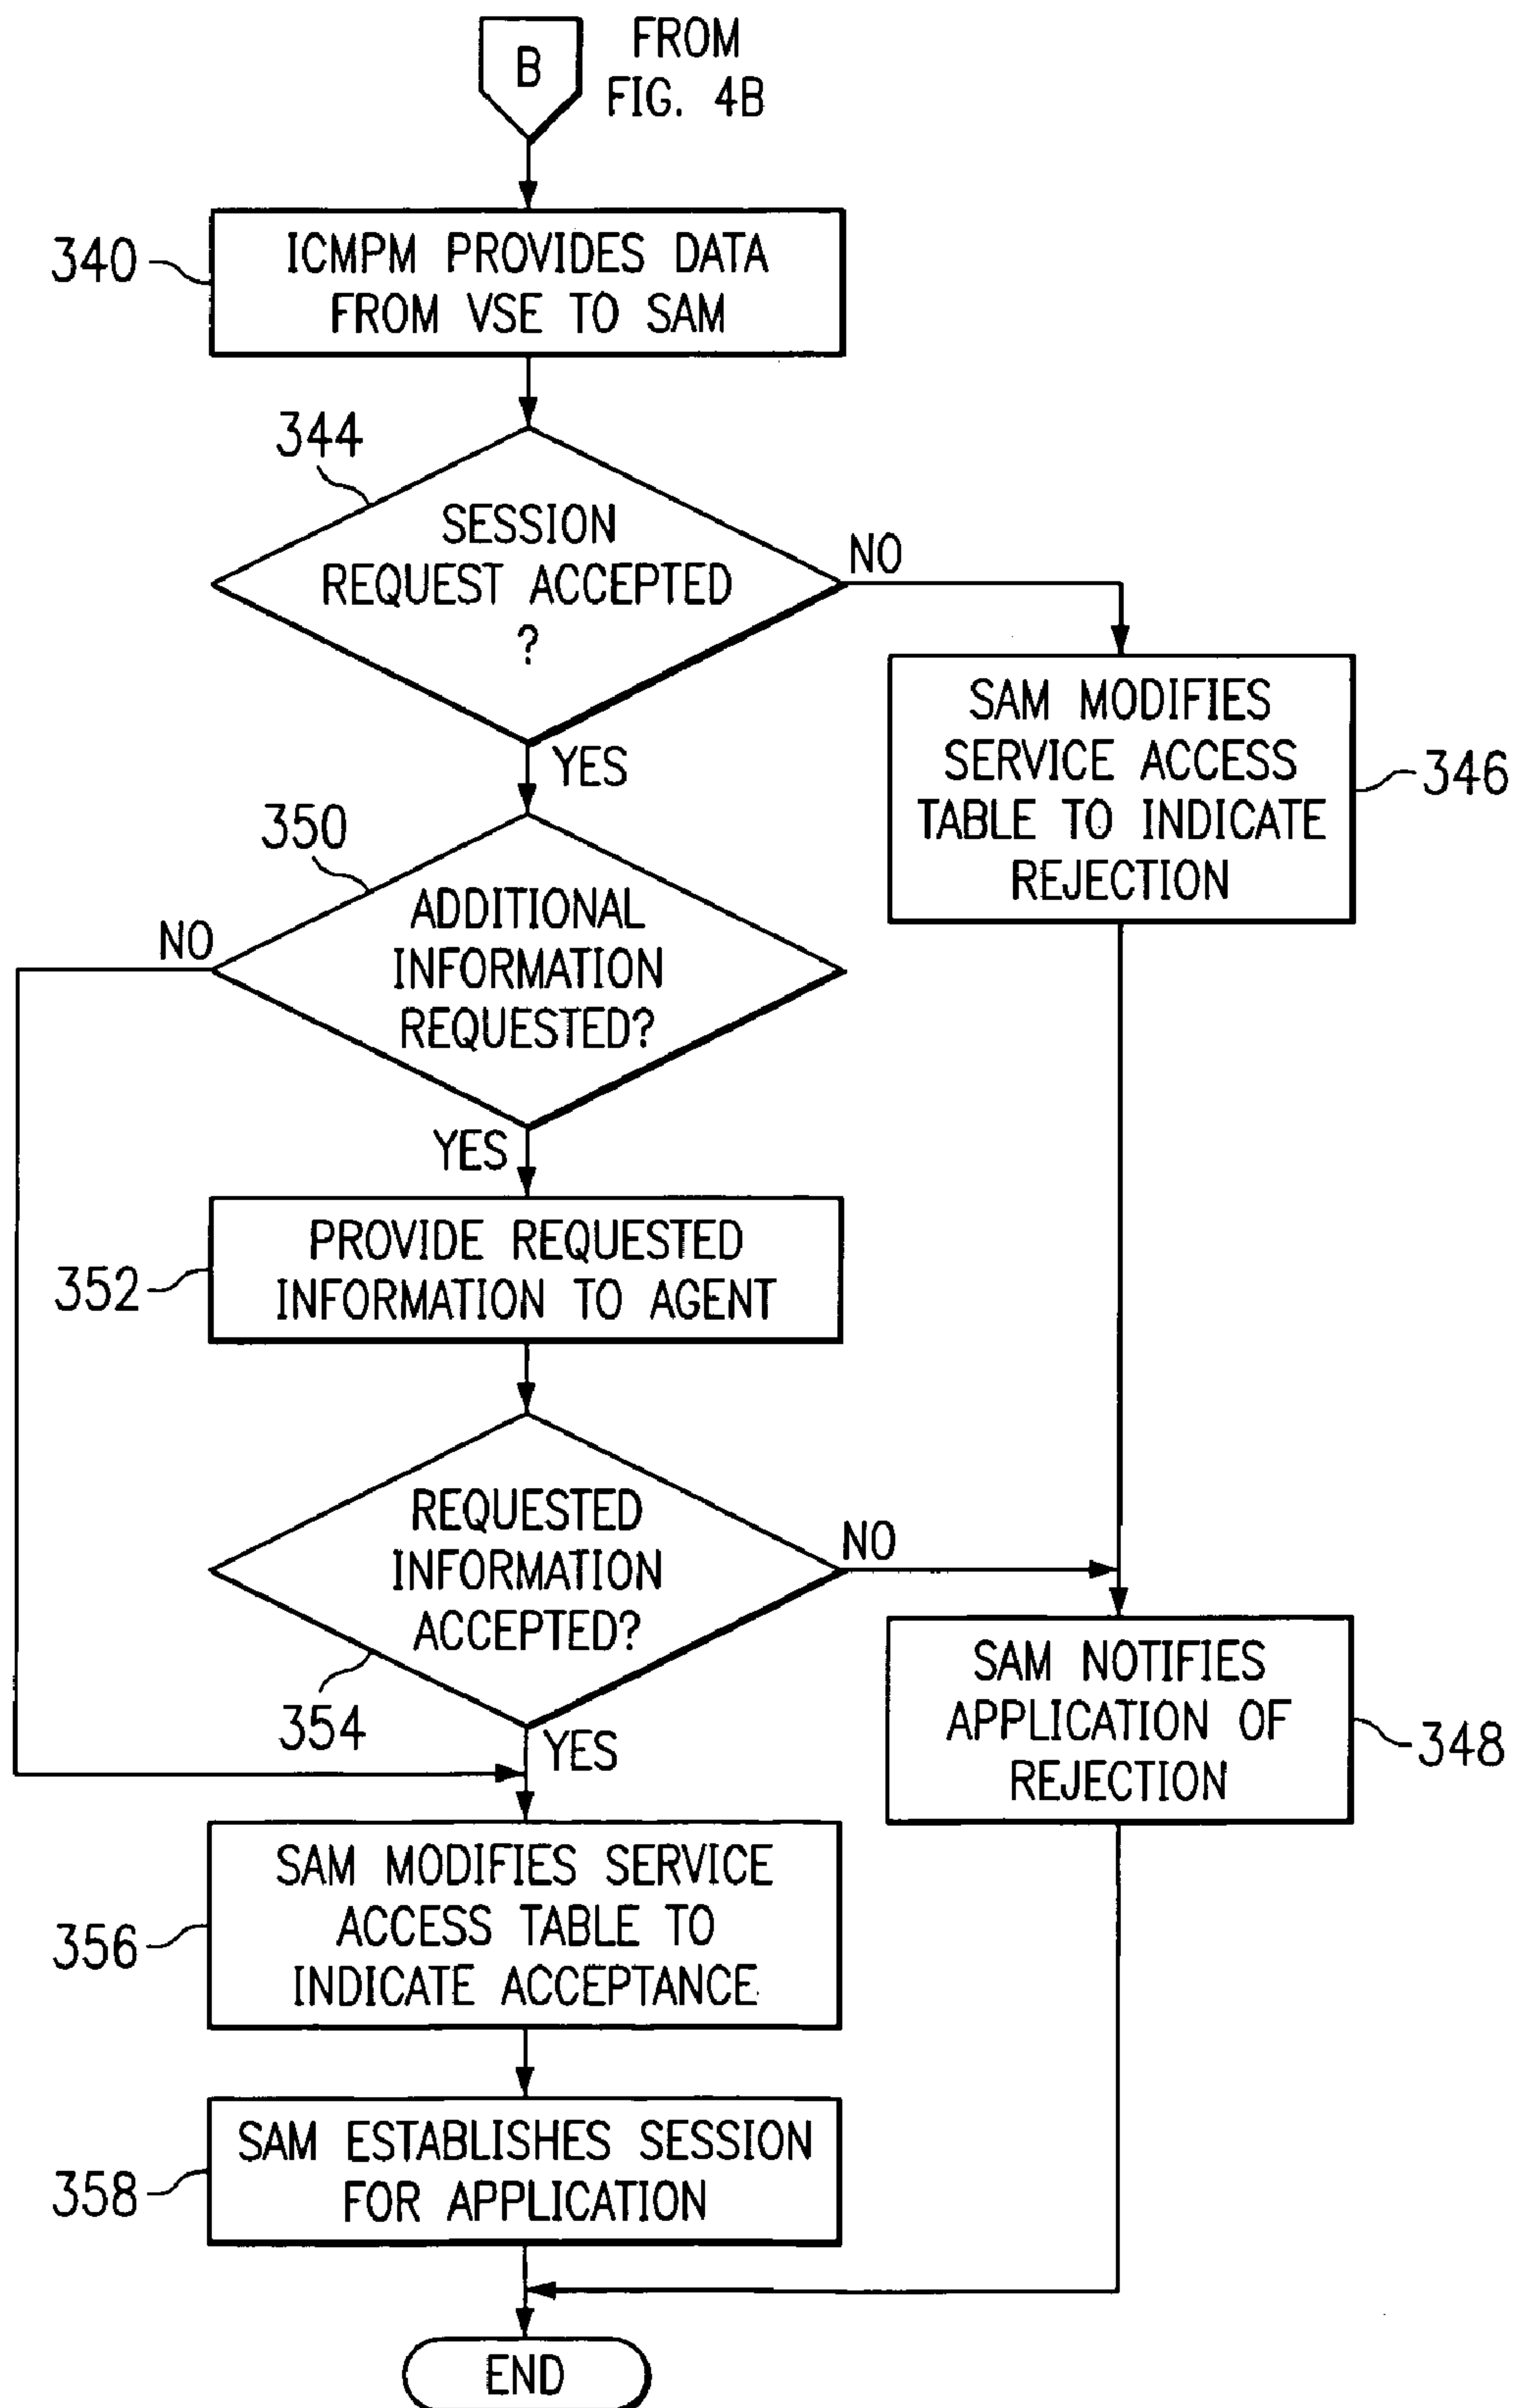 B
FROM
FIG. 4B
340
ICMPM PROVIDES DATA
FROM VSE TO SAM
344
SESSION
REQUEST ACCEPTED
?
NO
YES
SAM MODIFIES
SERVICE ACCESS
TABLE TO INDICATE
REJECTION
346
350
ADDITIONAL
INFORMATION
REQUESTED?
NO
YES
352
PROVIDE REQUESTED
INFORMATION TO AGENT
REQUESTED
INFORMATION
ACCEPTED?
NO
354
YES
SAM NOTIFIES
APPLICATION OF
REJECTION
348
356
SAM MODIFIES SERVICE
ACCESS TABLE TO
INDICATE ACCEPTANCE
358
SAM ESTABLISHES SESSION
FOR APPLICATION
END